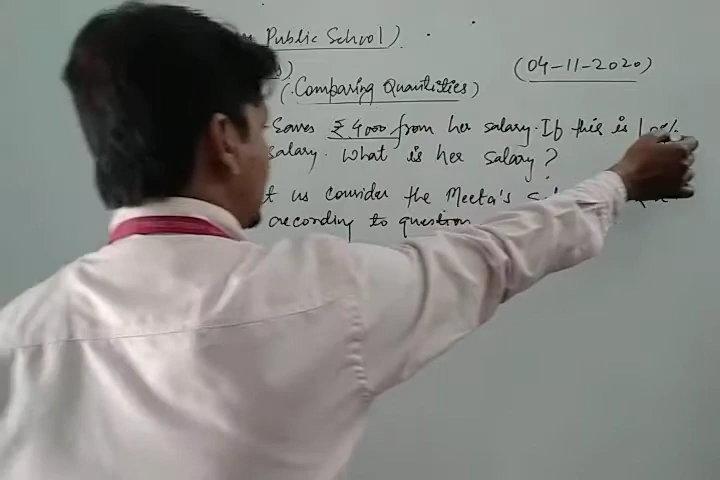 Public School)
(Comparing Quantities)
(04-11-2020)
Saves ₹4000 from her salary. If this is 10%
salary. What is her salary?
t us consider the Meeta's
according to question